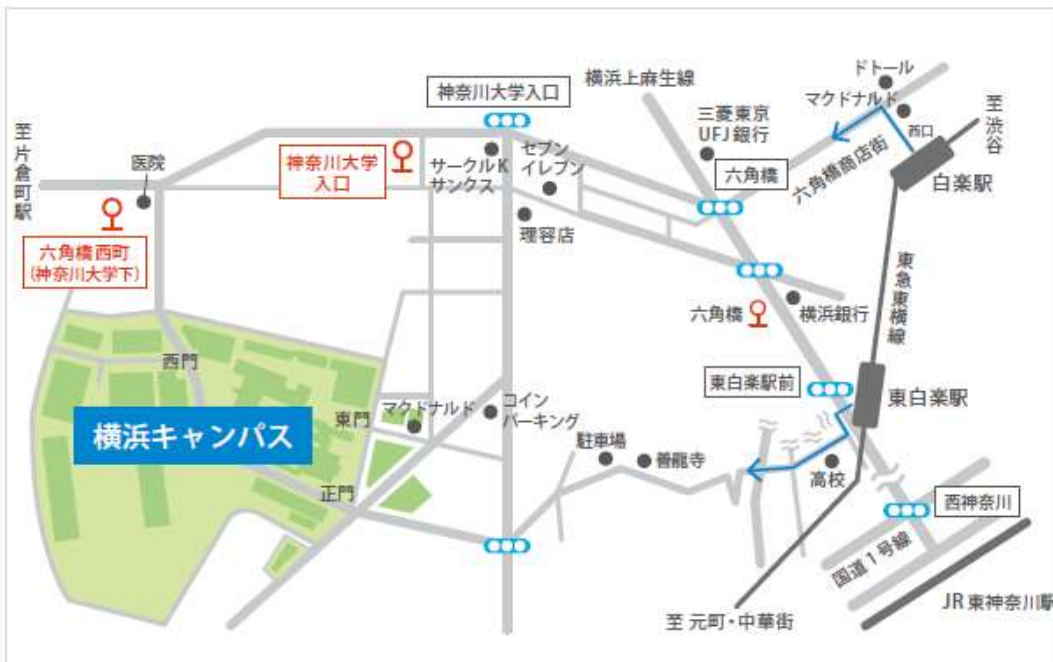 ドトール
横浜上麻生線
神奈川大学入口
マクドナルド
至 渋谷
三菱東京
UFJ銀行
西口
至 片倉町駅
医院
神奈川大学
入口
サークルK
サンクス
セブン
イレブン
六角橋
六角橋商店街
白楽駅
理容店
六角橋西町
(神奈川大学下)
東急東横線
六角橋
横浜銀行
西門
東白楽駅前
東白楽駅
横浜キャンパス
東門
マクドナルド
コイン
パーキング
駐車場
善龍寺
高校
正門
西神奈川
国道1号線
JR東神奈川駅
至 元町・中華街